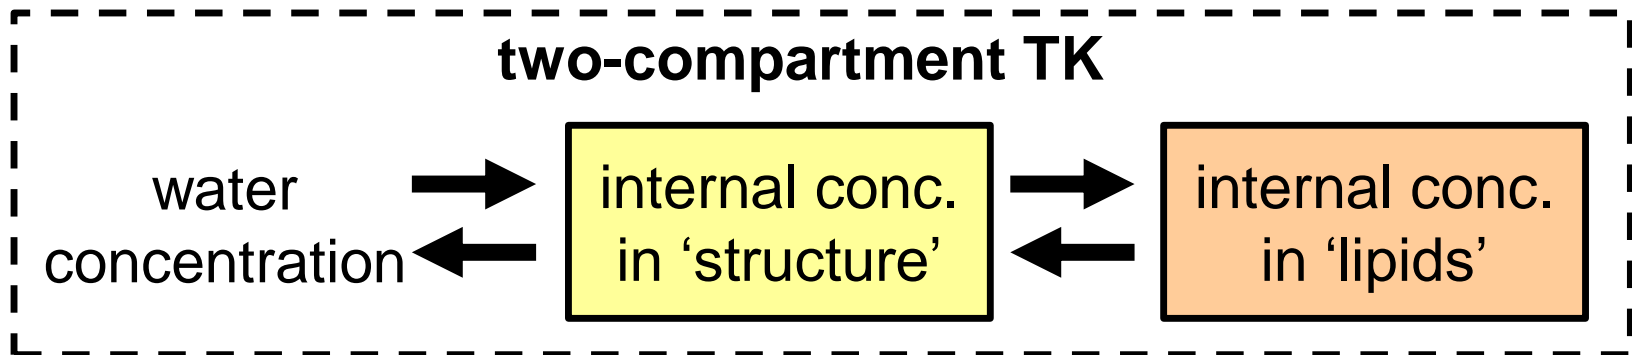 two-compartment TK
water
concentration
internal conc.
in ‘structure’
internal conc.
in ‘lipids’